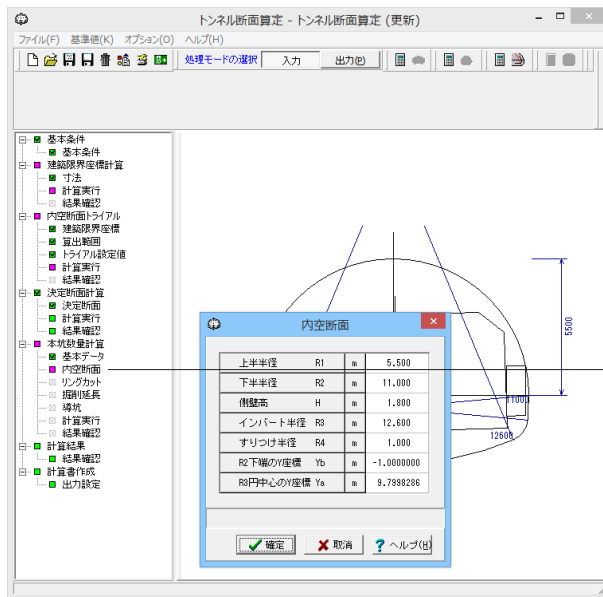 トンネル断面算定 - トンネル断面算定 (更新)
ファイル(F) 基準値(K) オプション(O) ヘルプ(H)
処理モードの選択 入力 出力(P)
基本条件
基本条件
建築限界座標計算
寸法
計算実行
結果確認
内空断面トライアル
建築限界座標
算出範囲
トライアル設定値
計算実行
結果確認
決定断面計算
決定断面
計算実行
結果確認
本坑数量計算
基本データ
内空断面
リングカット
掘削延長
導坑
計算実行
結果確認
計算結果
結果確認
計算書作成
出力設定
5500
11000
12600
内空断面
上半半径 R1 m 5.500
下半半径 R2 m 11.000
側壁高 H m 1.800
インバート半径 R3 m 12.600
すりつけ半径 R4 m 1.000
R2下端のY座標 Yb m -1.0000000
R3円中心のY座標 Ya m 9.7998286
確定 取消 ヘルプ(H)